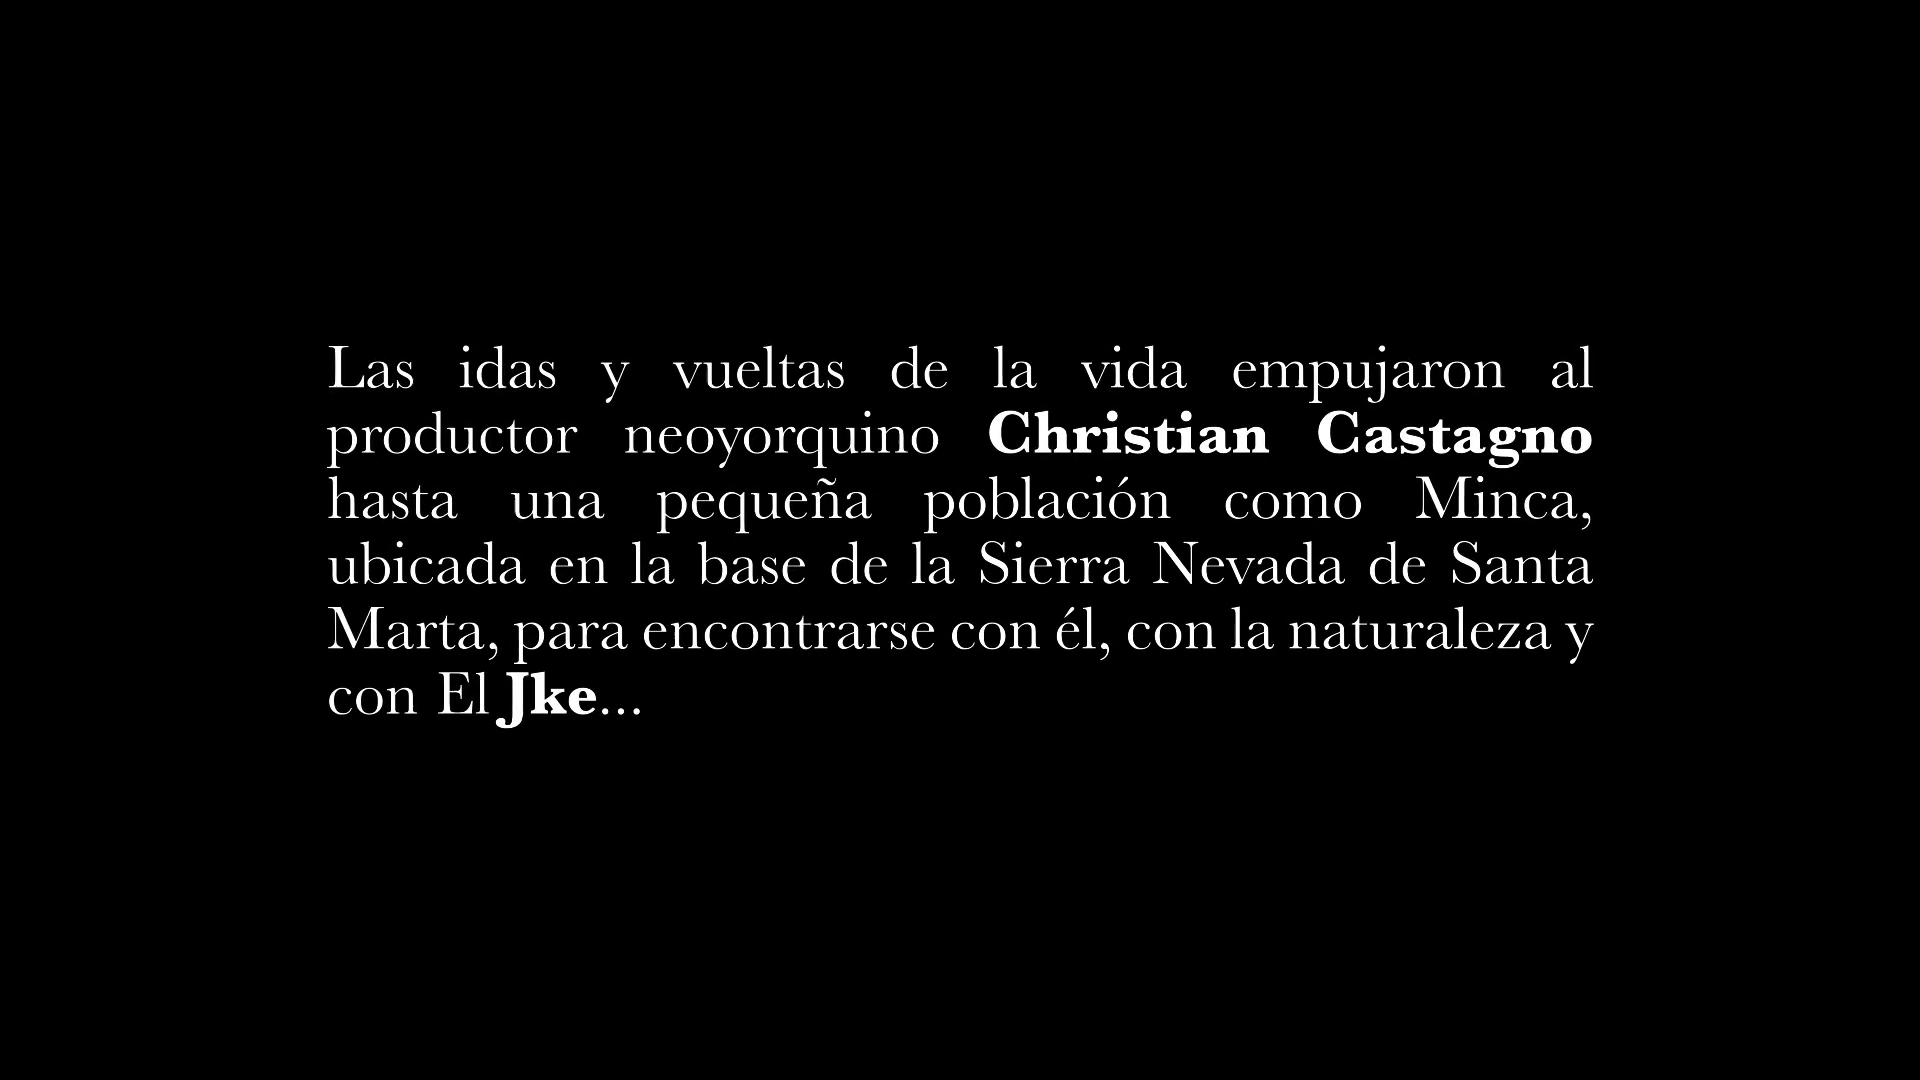 Las idas y vueltas de la vida empujaron al
productor neoyorquino Christian Castagno
hasta una pequeña población como Minca,
ubicada en la base de la Sierra Nevada de Santa
Marta, para encontrarse con él, con la naturaleza y
con El Jke...